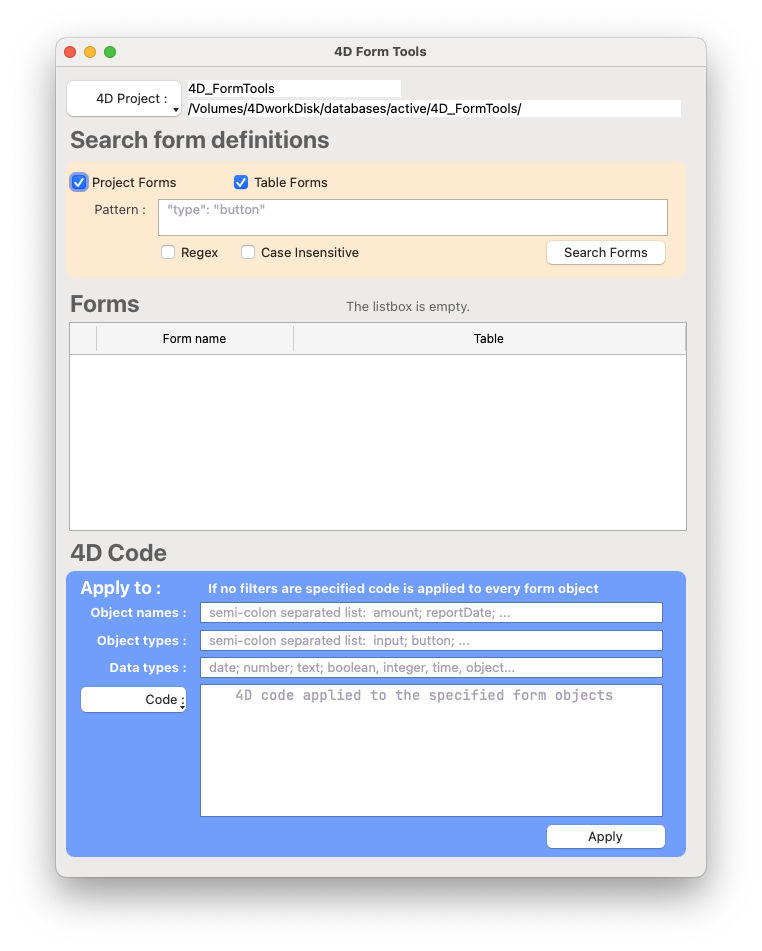 4D Form Tools
4D Project :
4D_FormTools
/Volumes/4DworkDisk/databases/active/4D_FormTools/
Search form definitions
Project Forms
Table Forms
Pattern :
"type": "button"
Regex
Case Insensitive
Search Forms
Forms
The listbox is empty.
Form name
Table
4D Code
Apply to :
If no filters are specified code is applied to every form object
Object names :
semi-colon separated list:  amount; reportDate; ...
Object types :
semi-colon separated list:  input; button; ...
Data types :
date; number; text; boolean, integer, time, object...
Code :
4D code applied to the specified form objects
Apply